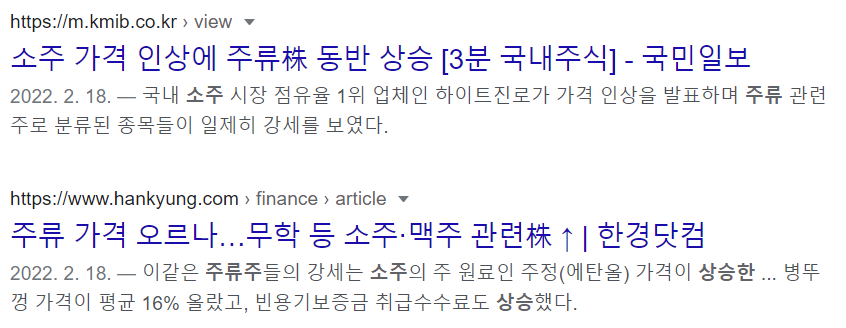 https://m.kmib.co.kr › view
소주 가격 인상에 주류株 동반 상승 [3분 국내주식] - 국민일보
2022. 2. 18. — 국내 소주 시장 점유율 1위 업체인 하이트진로가 가격 인상을 발표하며 주류 관련
주로 분류된 종목들이 일제히 강세를 보였다.
https://www.hankyung.com › finance › article
주류 가격 오르나…무학 등 소주·맥주 관련株 ↑ | 한경닷컴
2022. 2. 18. — 이같은 주류주들의 강세는 소주의 주 원료인 주정(에탄올) 가격이 상승한 ... 병뚜
껑 가격이 평균 16% 올랐고, 빈용기보증금 취급수수료도 상승했다.